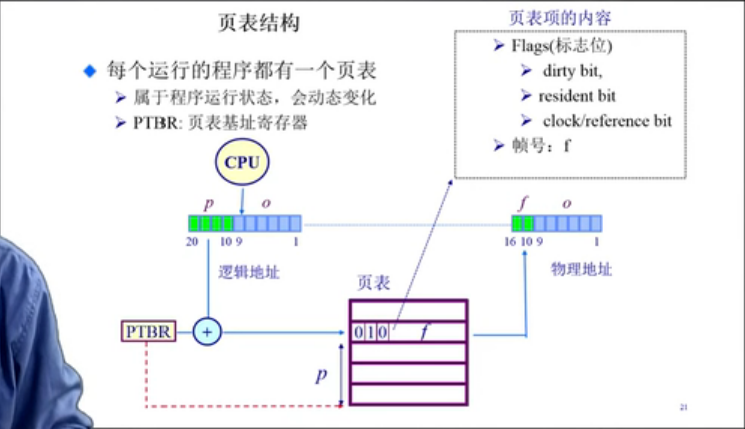 页表结构
◆ 每个运行的程序都有一个页表
➢ 属于程序运行状态，会动态变化
➢ PTBR: 页表基址寄存器
页表项的内容
➢ Flags(标志位)
➢ dirty bit,
➢ resident bit
➢ clock/reference bit
➢ 帧号：f
CPU
p o
20 10 9 1
逻辑地址
f o
16 10 9 1
物理地址
页表
PTBR
+
0 1 0 f
p
21